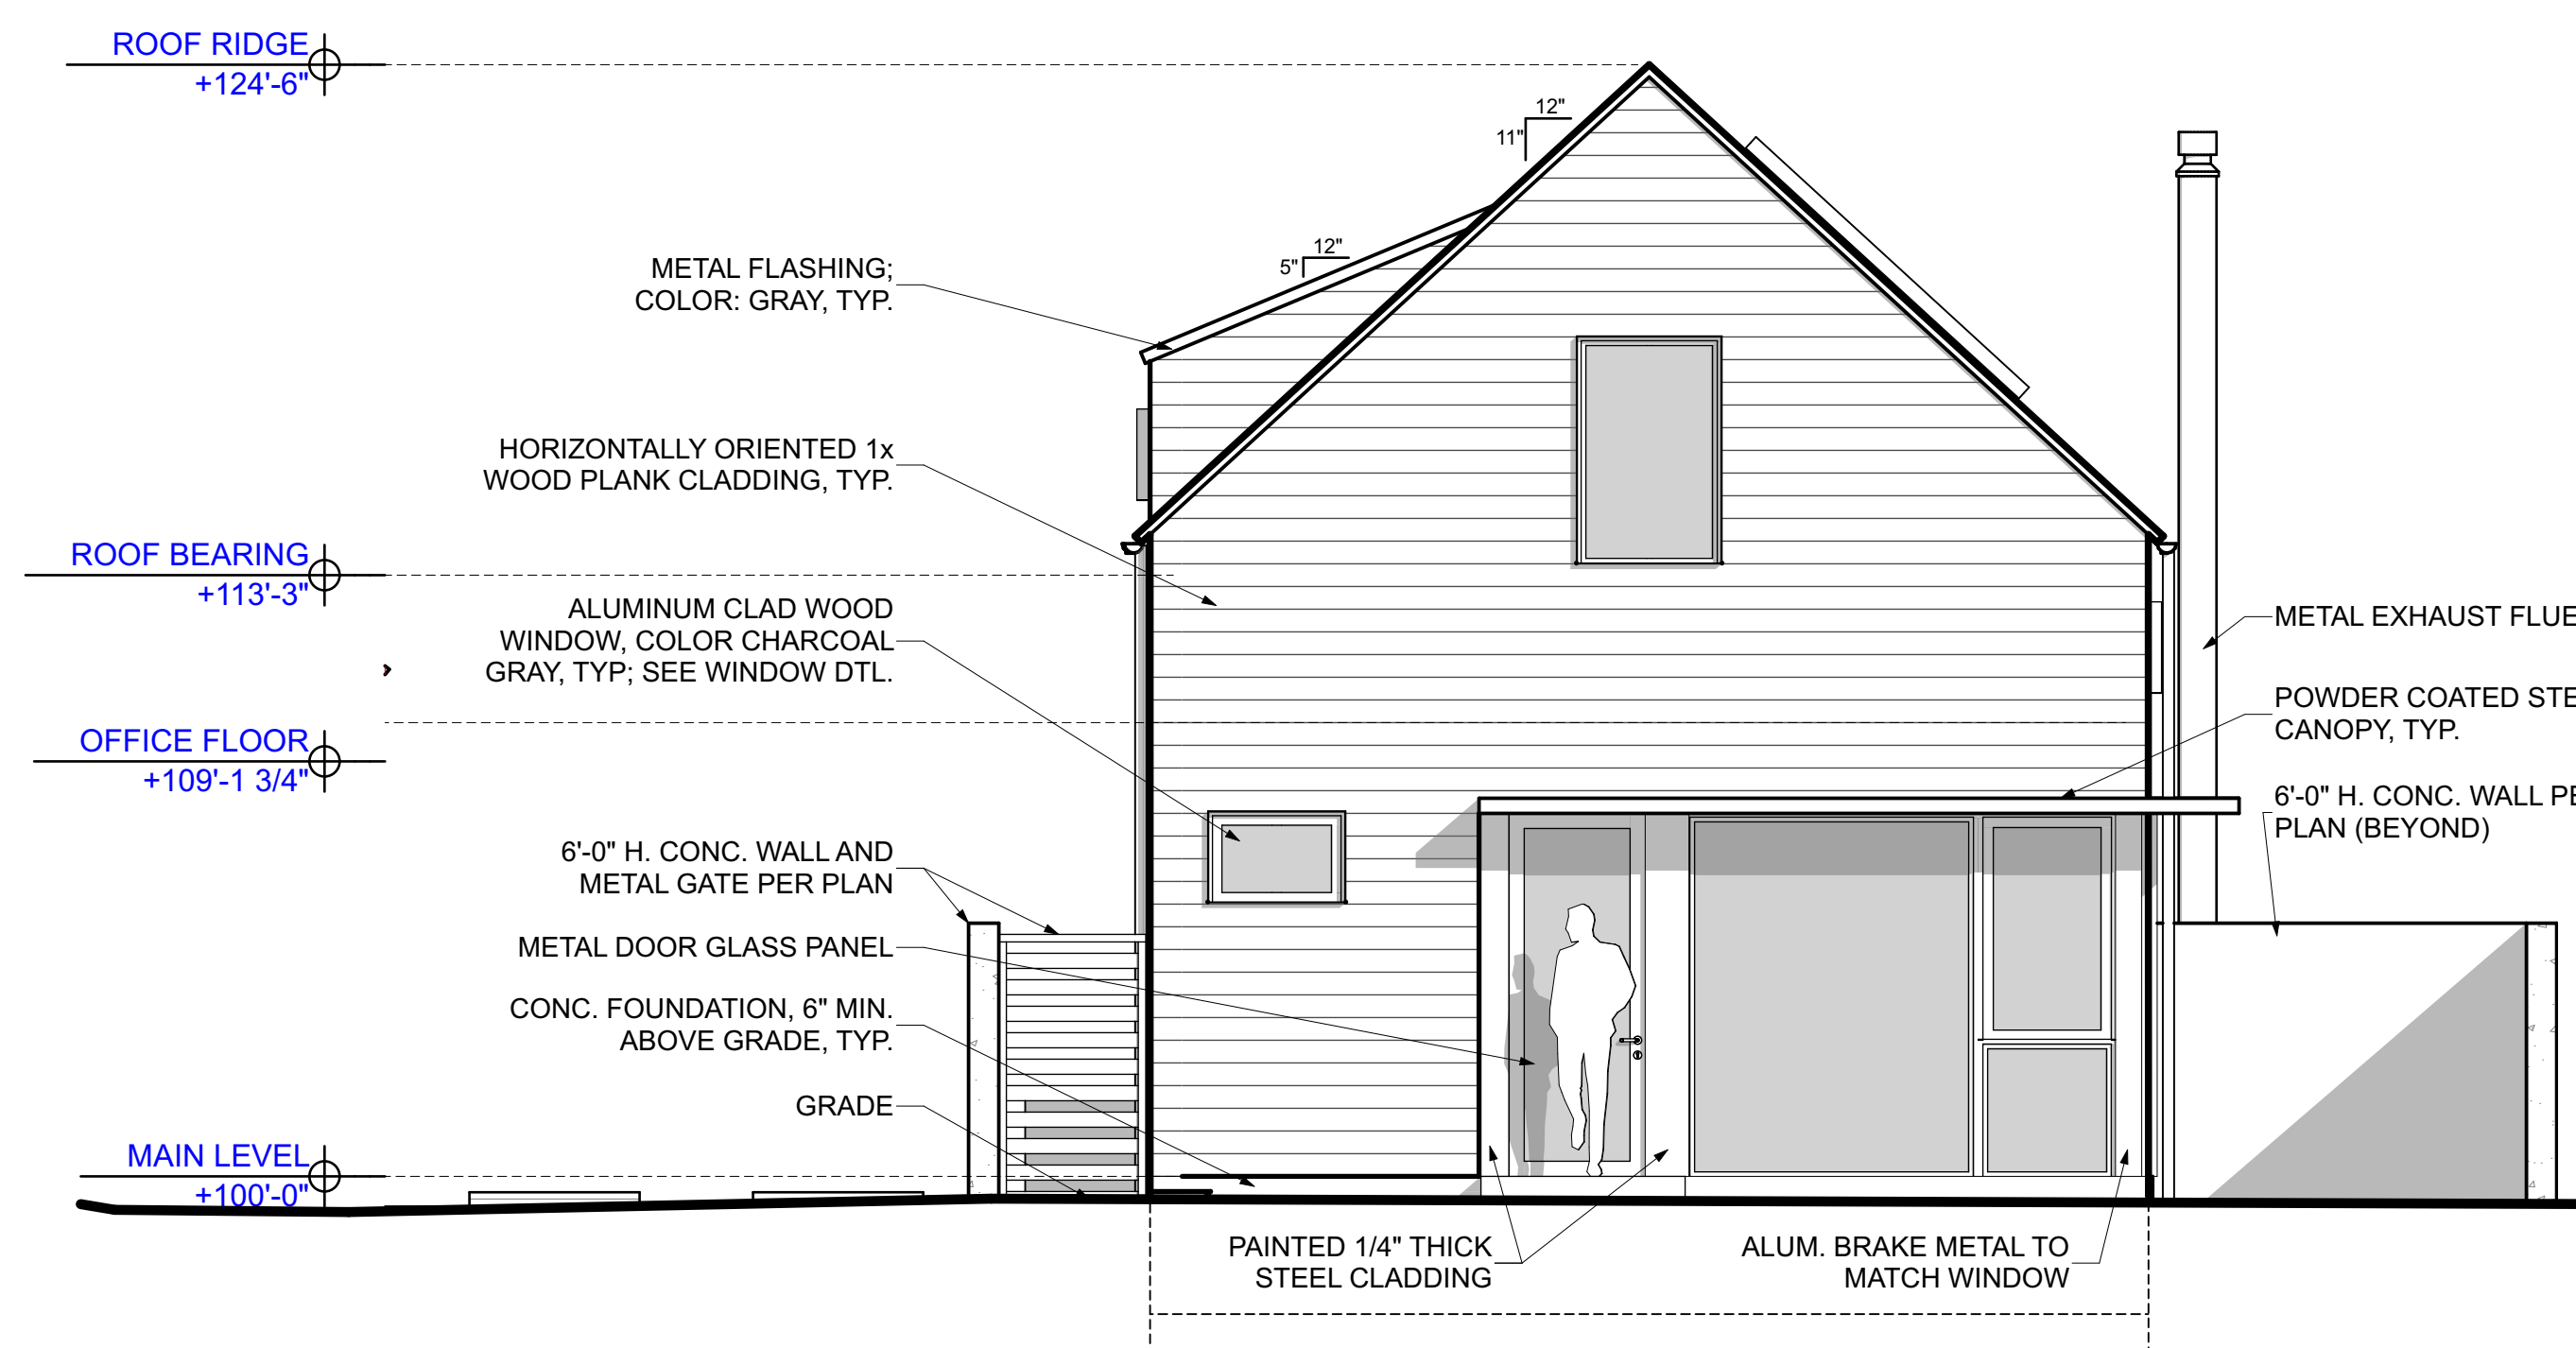 ROOF RIDGE
+124'-6"
12"
11"
12"
5"
METAL FLASHING;
COLOR: GRAY, TYP.
HORIZONTALLY ORIENTED 1x
WOOD PLANK CLADDING, TYP.
ROOF BEARING
+113'-3"
ALUMINUM CLAD WOOD
WINDOW, COLOR CHARCOAL
GRAY, TYP; SEE WINDOW DTL.
METAL EXHAUST FLUE
POWDER COATED STE
CANOPY, TYP.
OFFICE FLOOR
+109'-1 3/4"
6'-0" H. CONC. WALL PE
PLAN (BEYOND)
6'-0" H. CONC. WALL AND
METAL GATE PER PLAN
METAL DOOR GLASS PANEL
CONC. FOUNDATION, 6" MIN.
ABOVE GRADE, TYP.
GRADE
MAIN LEVEL
+100'-0"
PAINTED 1/4" THICK
STEEL CLADDING
ALUM. BRAKE METAL TO
MATCH WINDOW